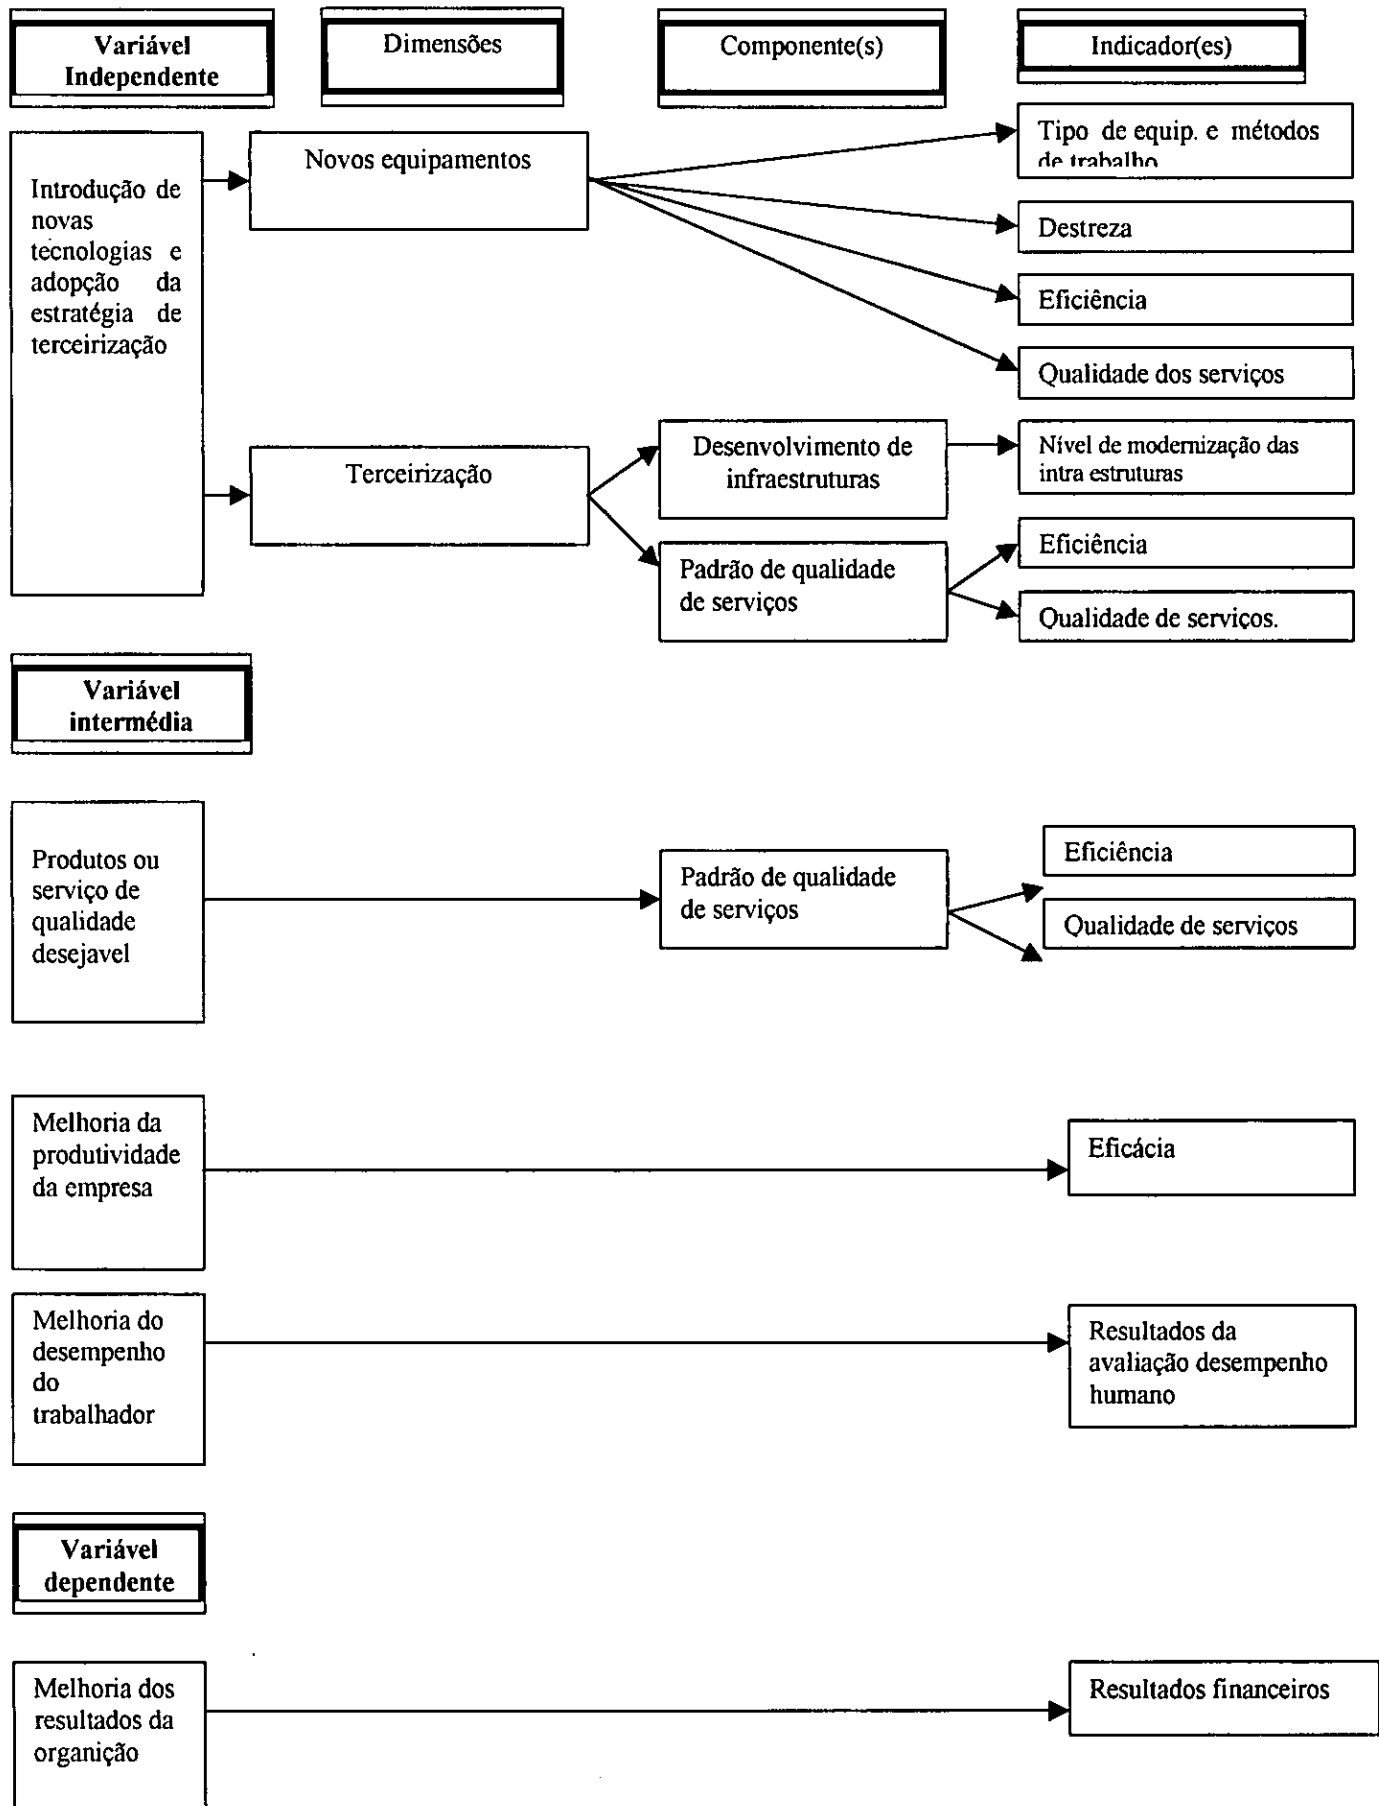 Variável
Independente
Dimensões
Componente(s)
Indicador(es)
Introdução de
novas
tecnologias e
adopção da
estratégia de
terceirização
Novos equipamentos
Tipo de equip. e métodos
de trabalho
Destreza
Eficiência
Qualidade dos serviços
Terceirização
Desenvolvimento de
infraestruturas
Nível de modernização das
intra estruturas
Padrão de qualidade
de serviços
Eficiência
Qualidade de serviços.
Variável
intermédia
Produtos ou
serviço de
qualidade
desejavel
Padrão de qualidade
de serviços
Eficiência
Qualidade de serviços
Melhoria da
produtividade
da empresa
Eficácia
Melhoria do
desempenho
do
trabalhador
Resultados da
avaliação desempenho
humano
Variável
dependente
Melhoria dos
resultados da
organição
Resultados financeiros